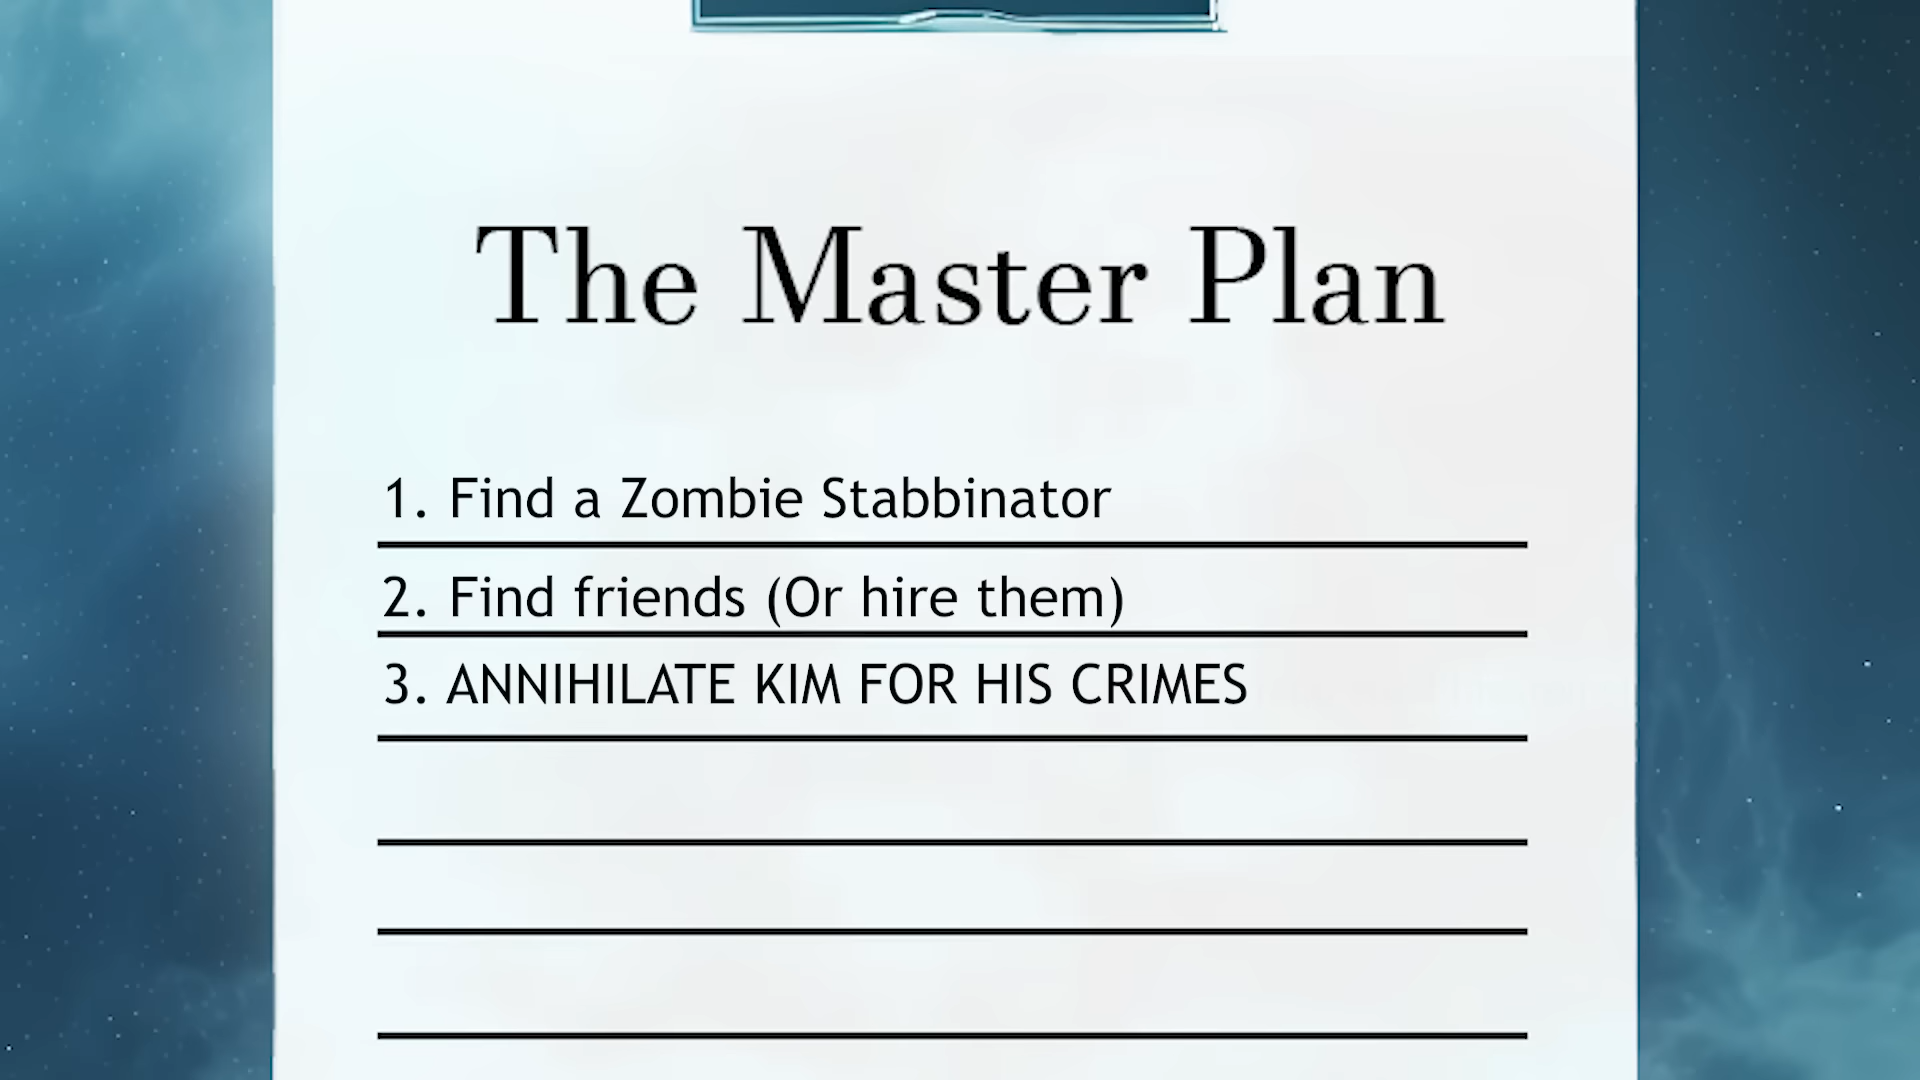 The Master Plan
1. Find a Zombie Stabbinator
2. Find friends (Or hire them)
3. ANNIHILATE KIM FOR HIS CRIMES